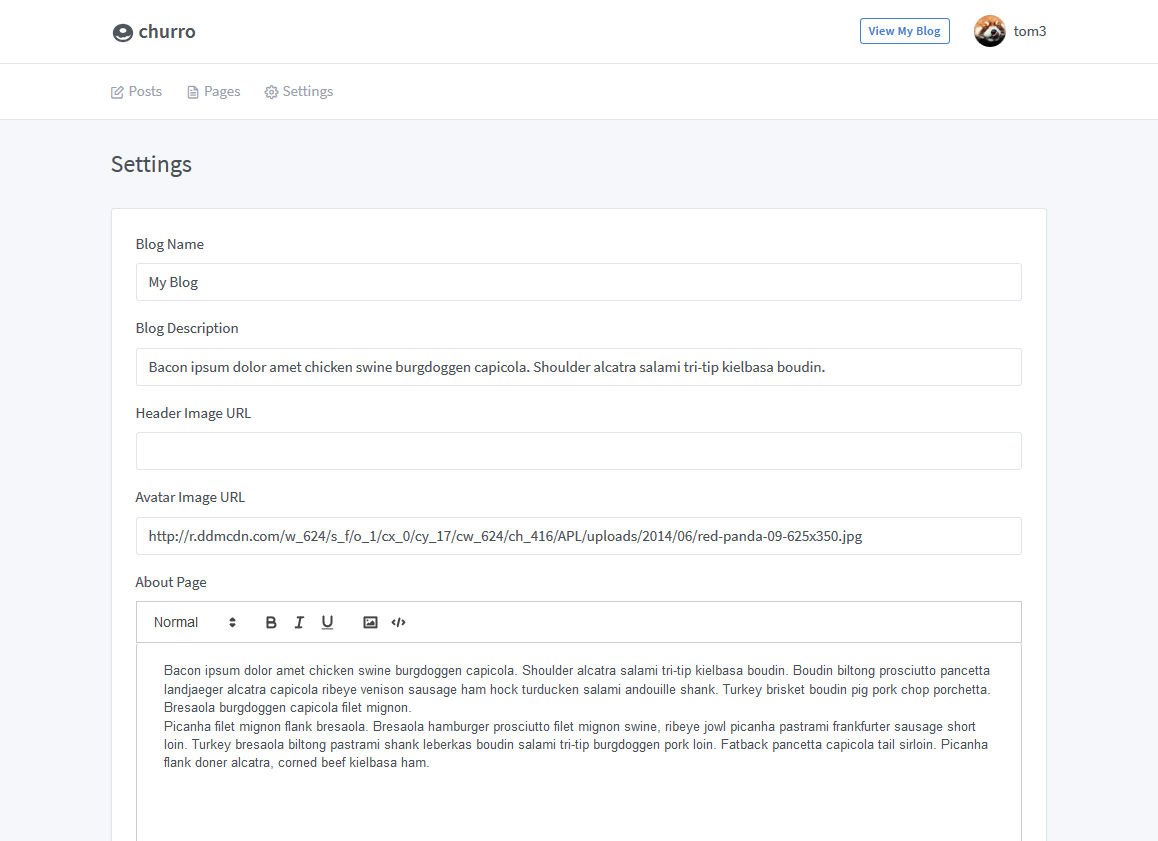 churro
View My Blog
tom3
Posts
Pages
Settings
Settings
Blog Name
My Blog
Blog Description
Bacon ipsum dolor amet chicken swine burgdoggen capicola. Shoulder alcatra salami tri-tip kielbasa boudin.
Header Image URL
Avatar Image URL
http://r.ddmcdn.com/w_624/s_f/o_1/cx_0/cy_17/cw_624/ch_416/APL/uploads/2014/06/red-panda-09-625x350.jpg
About Page
Normal
Bacon ipsum dolor amet chicken swine burgdoggen capicola. Shoulder alcatra salami tri-tip kielbasa boudin. Boudin biltong prosciutto pancetta
landjaeger alcatra capicola ribeye venison sausage ham hock turducken salami andouille shank. Turkey brisket boudin pig pork chop porchetta.
Bresaola burgdoggen capicola filet mignon.
Picanha filet mignon flank bresaola. Bresaola hamburger prosciutto filet mignon swine, ribeye jowl picanha pastrami frankfurter sausage short
loin. Turkey bresaola biltong pastrami shank leberkas boudin salami tri-tip burgdoggen pork loin. Fatback pancetta capicola tail sirloin. Picanha
flank doner alcatra, corned beef kielbasa ham.